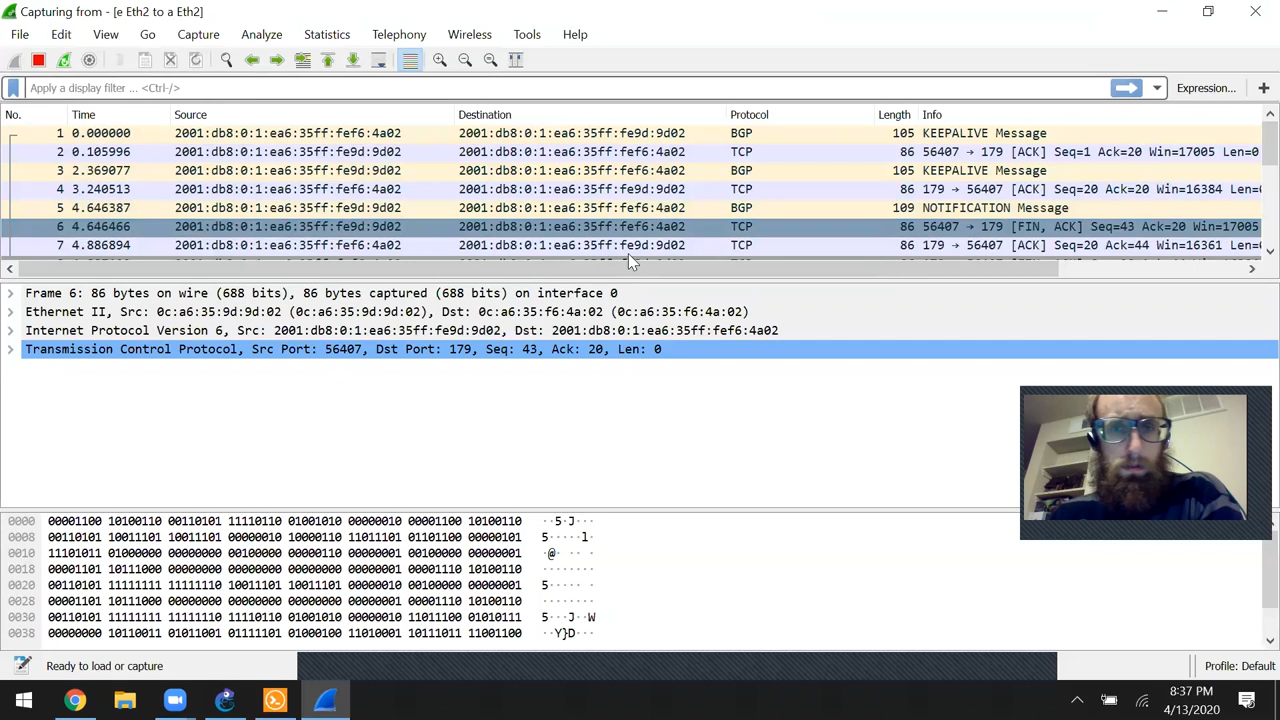 Capturing from - [e Eth2 to a Eth2]
File Edit View Go Capture Analyze Statistics Telephony Wireless Tools Help
Apply a display filter ... <Ctrl-/> Expression...
No. Time Source Destination Protocol Length Info
1 0.000000 2001:db8:0:1:ea6:35ff:fef6:4a02 2001:db8:0:1:ea6:35ff:fe9d:9d02 BGP 105 KEEPALIVE Message
2 0.105996 2001:db8:0:1:ea6:35ff:fe9d:9d02 2001:db8:0:1:ea6:35ff:fef6:4a02 TCP 86 56407 → 179 [ACK] Seq=1 Ack=20 Win=17005 Len=0
3 2.369077 2001:db8:0:1:ea6:35ff:fe9d:9d02 2001:db8:0:1:ea6:35ff:fef6:4a02 BGP 105 KEEPALIVE Message
4 3.240513 2001:db8:0:1:ea6:35ff:fef6:4a02 2001:db8:0:1:ea6:35ff:fe9d:9d02 TCP 86 179 → 56407 [ACK] Seq=20 Ack=20 Win=16384 Len=
5 4.646387 2001:db8:0:1:ea6:35ff:fe9d:9d02 2001:db8:0:1:ea6:35ff:fef6:4a02 BGP 109 NOTIFICATION Message
6 4.646466 2001:db8:0:1:ea6:35ff:fe9d:9d02 2001:db8:0:1:ea6:35ff:fef6:4a02 TCP 86 56407 → 179 [FIN, ACK] Seq=43 Ack=20 Win=17005
7 4.886894 2001:db8:0:1:ea6:35ff:fef6:4a02 2001:db8:0:1:ea6:35ff:fe9d:9d02 TCP 86 179 → 56407 [ACK] Seq=20 Ack=44 Win=16361 Len=
Frame 6: 86 bytes on wire (688 bits), 86 bytes captured (688 bits) on interface 0
Ethernet II, Src: 0c:a6:35:9d:9d:02 (0c:a6:35:9d:9d:02), Dst: 0c:a6:35:f6:4a:02 (0c:a6:35:f6:4a:02)
Internet Protocol Version 6, Src: 2001:db8:0:1:ea6:35ff:fe9d:9d02, Dst: 2001:db8:0:1:ea6:35ff:fef6:4a02
Transmission Control Protocol, Src Port: 56407, Dst Port: 179, Seq: 43, Ack: 20, Len: 0
0000 00001100 10100110 00110101 11110110 01001010 00000010 00001100 10100110 ··5·J···
0008 00110101 10011101 10011101 00000010 10000110 11011101 01101100 00000101 5·····l·
0010 11101011 01000000 00000000 00100000 00000110 00000001 00100000 00000001 ·@· ·· ·
0018 00001101 10111000 00000000 00000000 00000000 00000001 00001110 10100110 ········
0020 00110101 11111111 11111110 10011101 10011101 00000010 00100000 00000001 5····· ·
0028 00001101 10111000 00000000 00000000 00000000 00000001 00001110 10100110 ········
0030 00110101 11111111 11111110 11110110 01001010 00000010 11011100 01010111 5···J··W
0038 00000000 10110011 01011001 01111101 01000100 11010001 10111011 11001100 ··Y}D···
Ready to load or capture Profile: Default
8:37 PM
4/13/2020